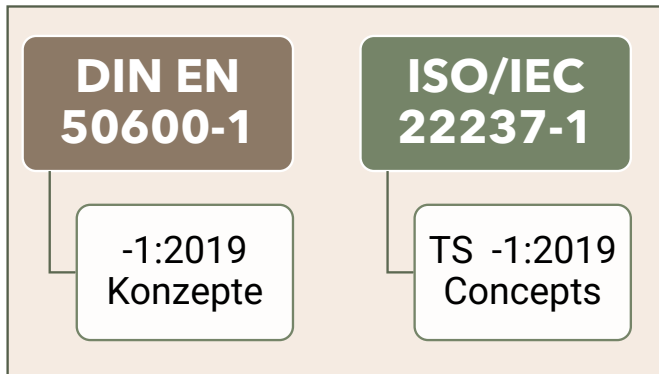 DIN EN
50600-1
-1:2019
Konzepte
ISO/IEC
22237-1
TS -1:2019
Concepts